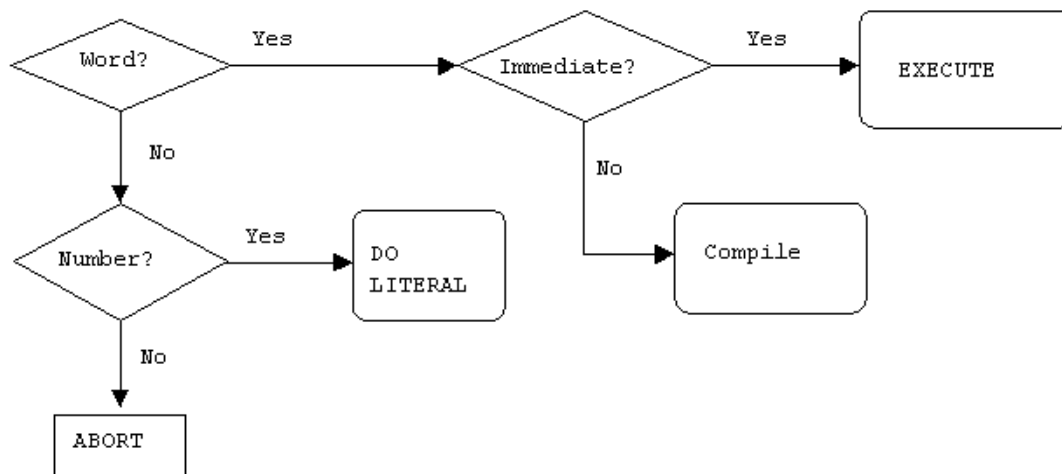 Word?
Yes
Immediate?
Yes
EXECUTE
No
No
Compile
Number?
Yes
DO
LITERAL
No
ABORT